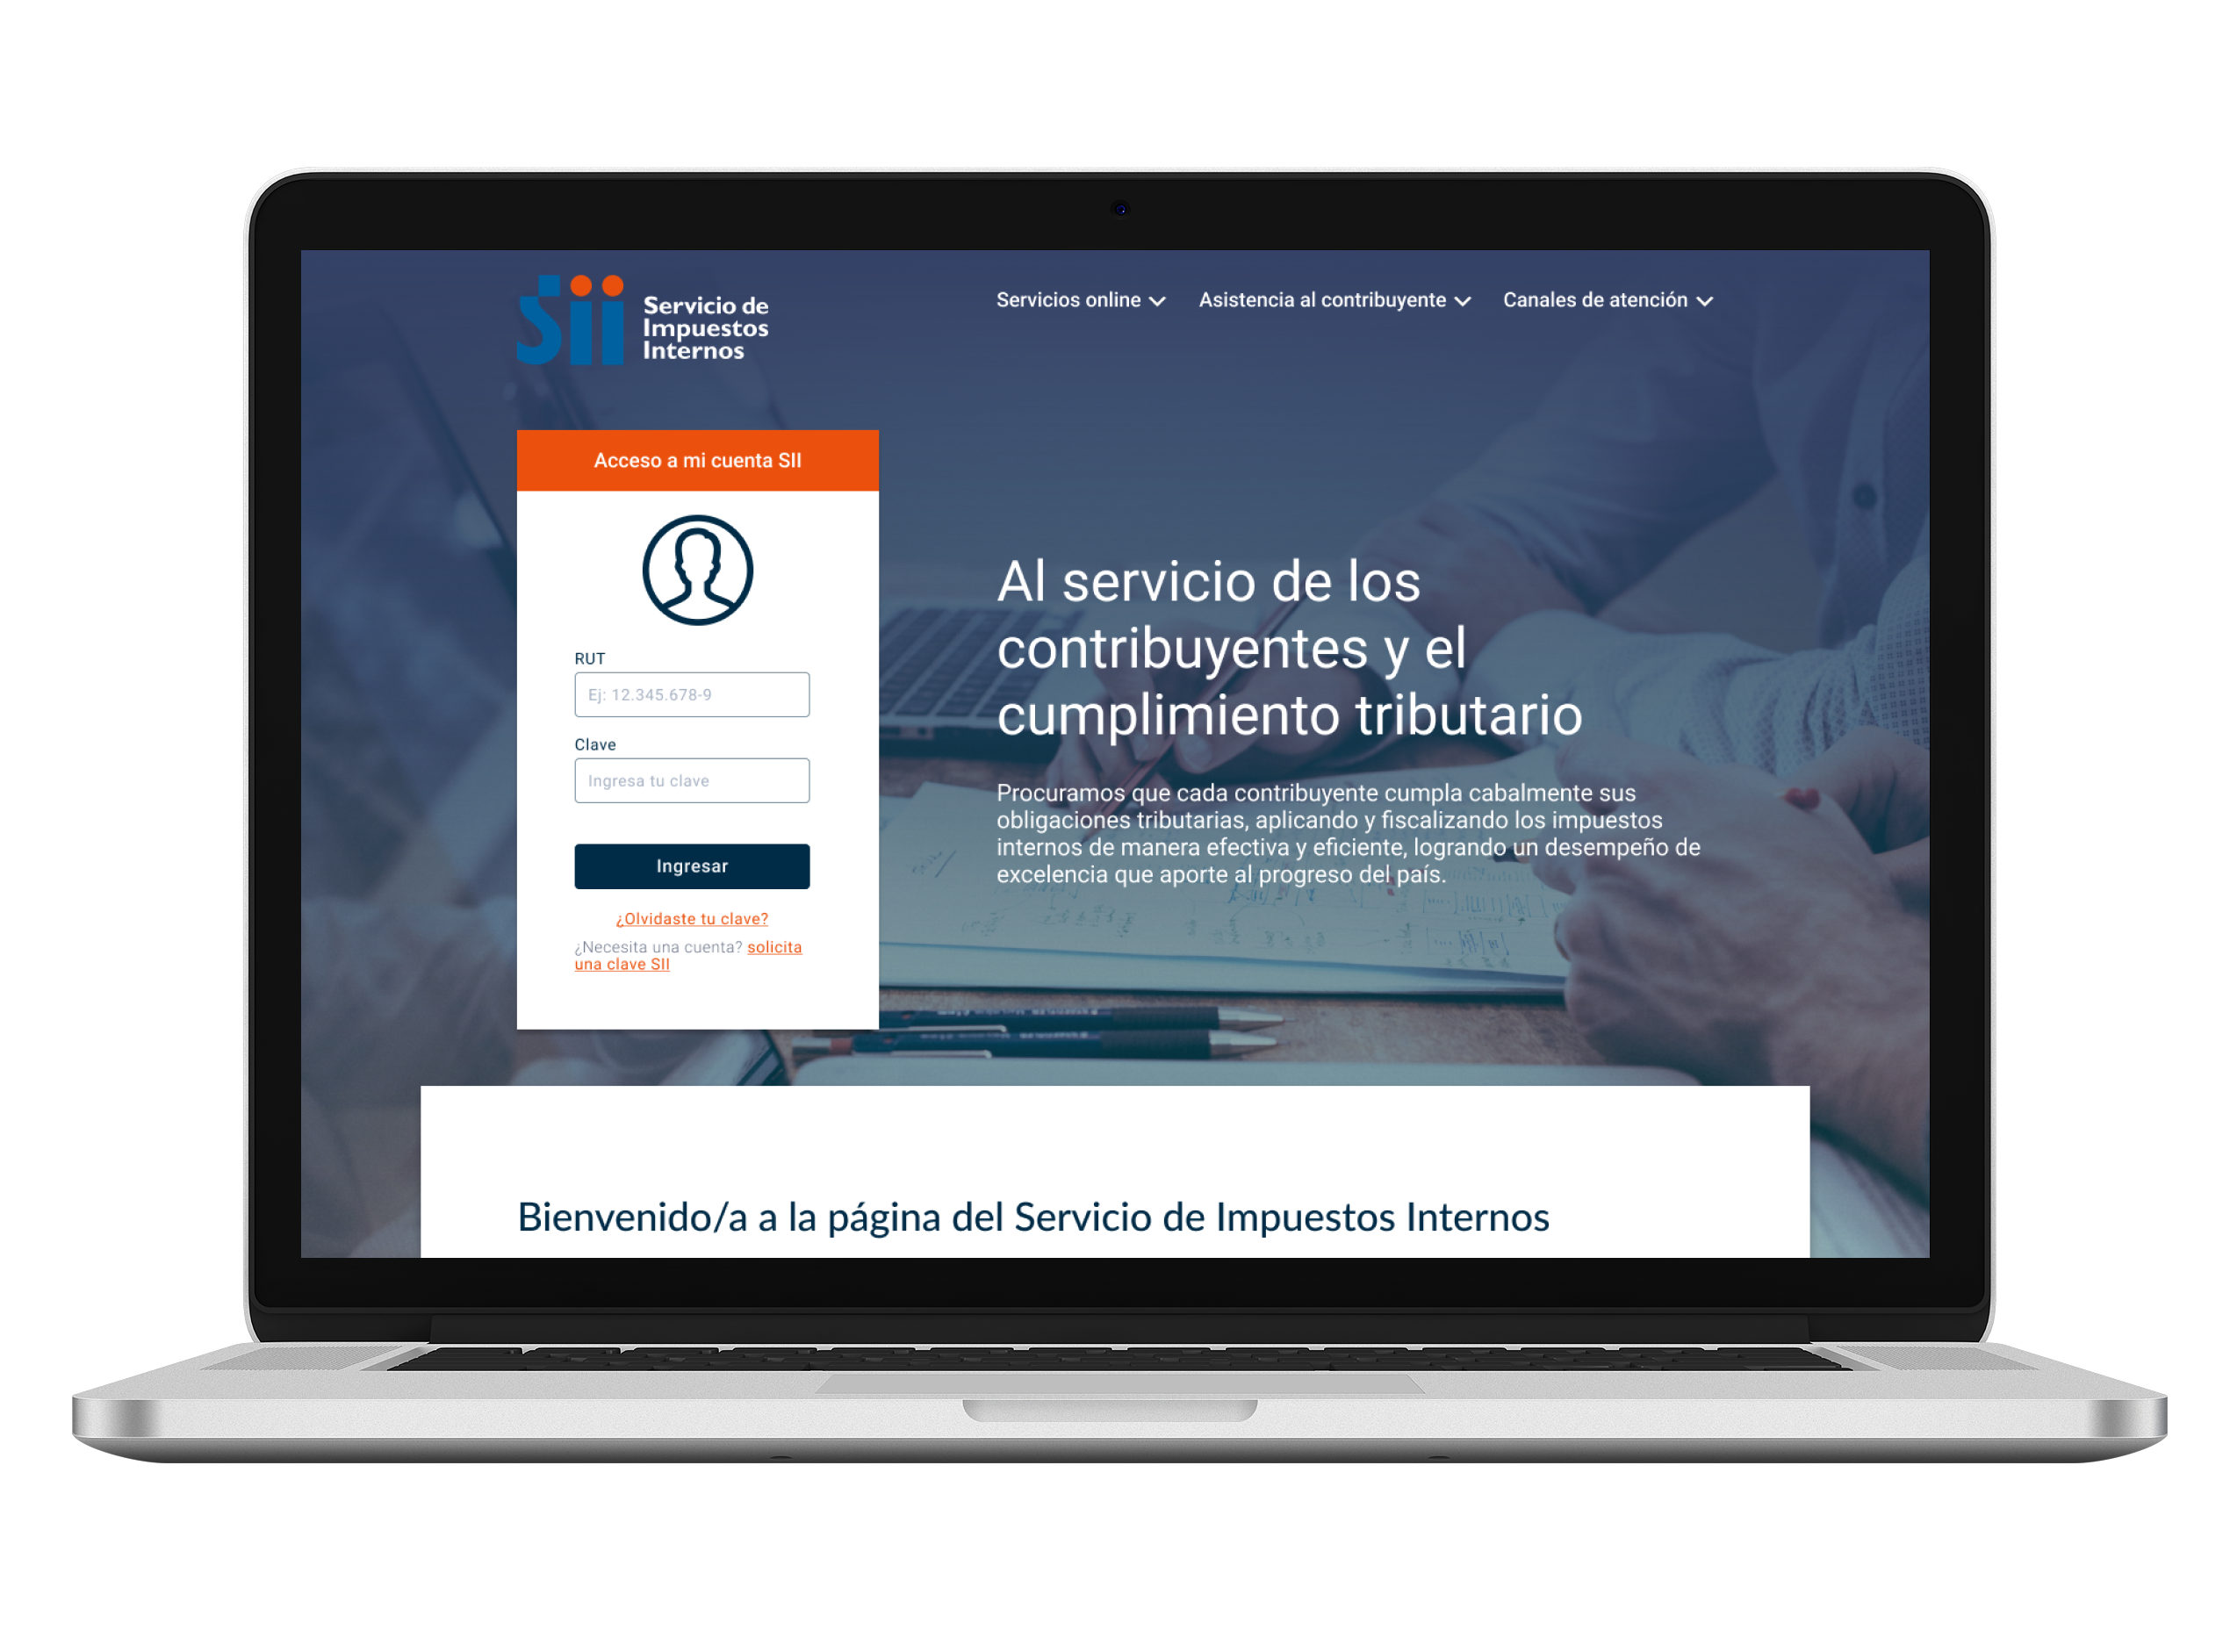 Sii
Servicio de
Impuestos
Internos
Servicios online
Asistencia al contribuyente
Canales de atención
Acceso a mi cuenta SII
RUT
Ej: 12.345.678-9
Clave
Ingresa tu clave
Ingresar
¿Olvidaste tu clave?
¿Necesita una cuenta? solicita
una clave SII
Al servicio de los
contribuyentes y el
cumplimiento tributario
Procuramos que cada contribuyente cumpla cabalmente sus
obligaciones tributarias, aplicando y fiscalizando los impuestos
internos de manera efectiva y eficiente, logrando un desempeño de
excelencia que aporte al progreso del país.
Bienvenido/a a la página del Servicio de Impuestos Internos